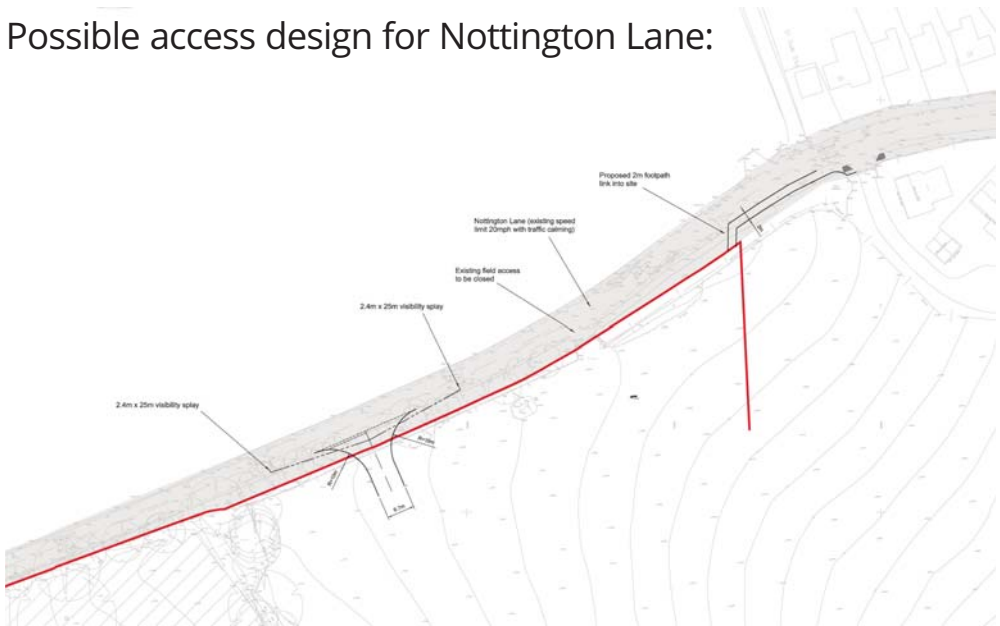 Possible access design for Nottington Lane:
Proposed 2m footpath
link into site
Nottington Lane (existing speed
limit 20mph with traffic calming)
Existing field access
to be closed
2.4m x 25m visibility splay
2.4m x 25m visibility splay